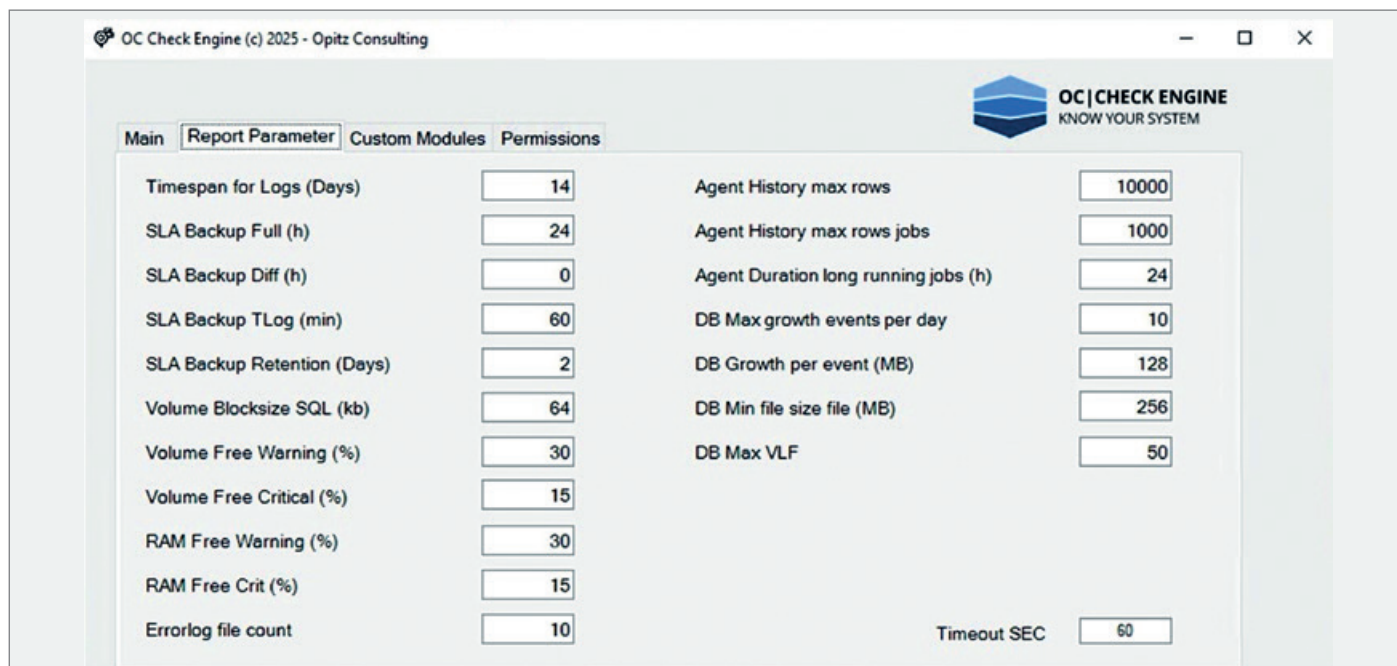 OC Check Engine (c) 2025 - Opitz Consulting
OC|CHECK ENGINE
KNOW YOUR SYSTEM
Main Report Parameter Custom Modules Permissions
Timespan for Logs (Days) 14 Agent History max rows 10000
SLA Backup Full (h) 24 Agent History max rows jobs 1000
SLA Backup Diff (h) 0 Agent Duration long running jobs (h) 24
SLA Backup TLog (min) 60 DB Max growth events per day 10
SLA Backup Retention (Days) 2 DB Growth per event (MB) 128
Volume Blocksize SQL (kb) 64 DB Min file size file (MB) 256
Volume Free Warning (%) 30 DB Max VLF 50
Volume Free Critical (%) 15
RAM Free Warning (%) 30
RAM Free Crit (%) 15
Errorlog file count 10 Timeout SEC 60